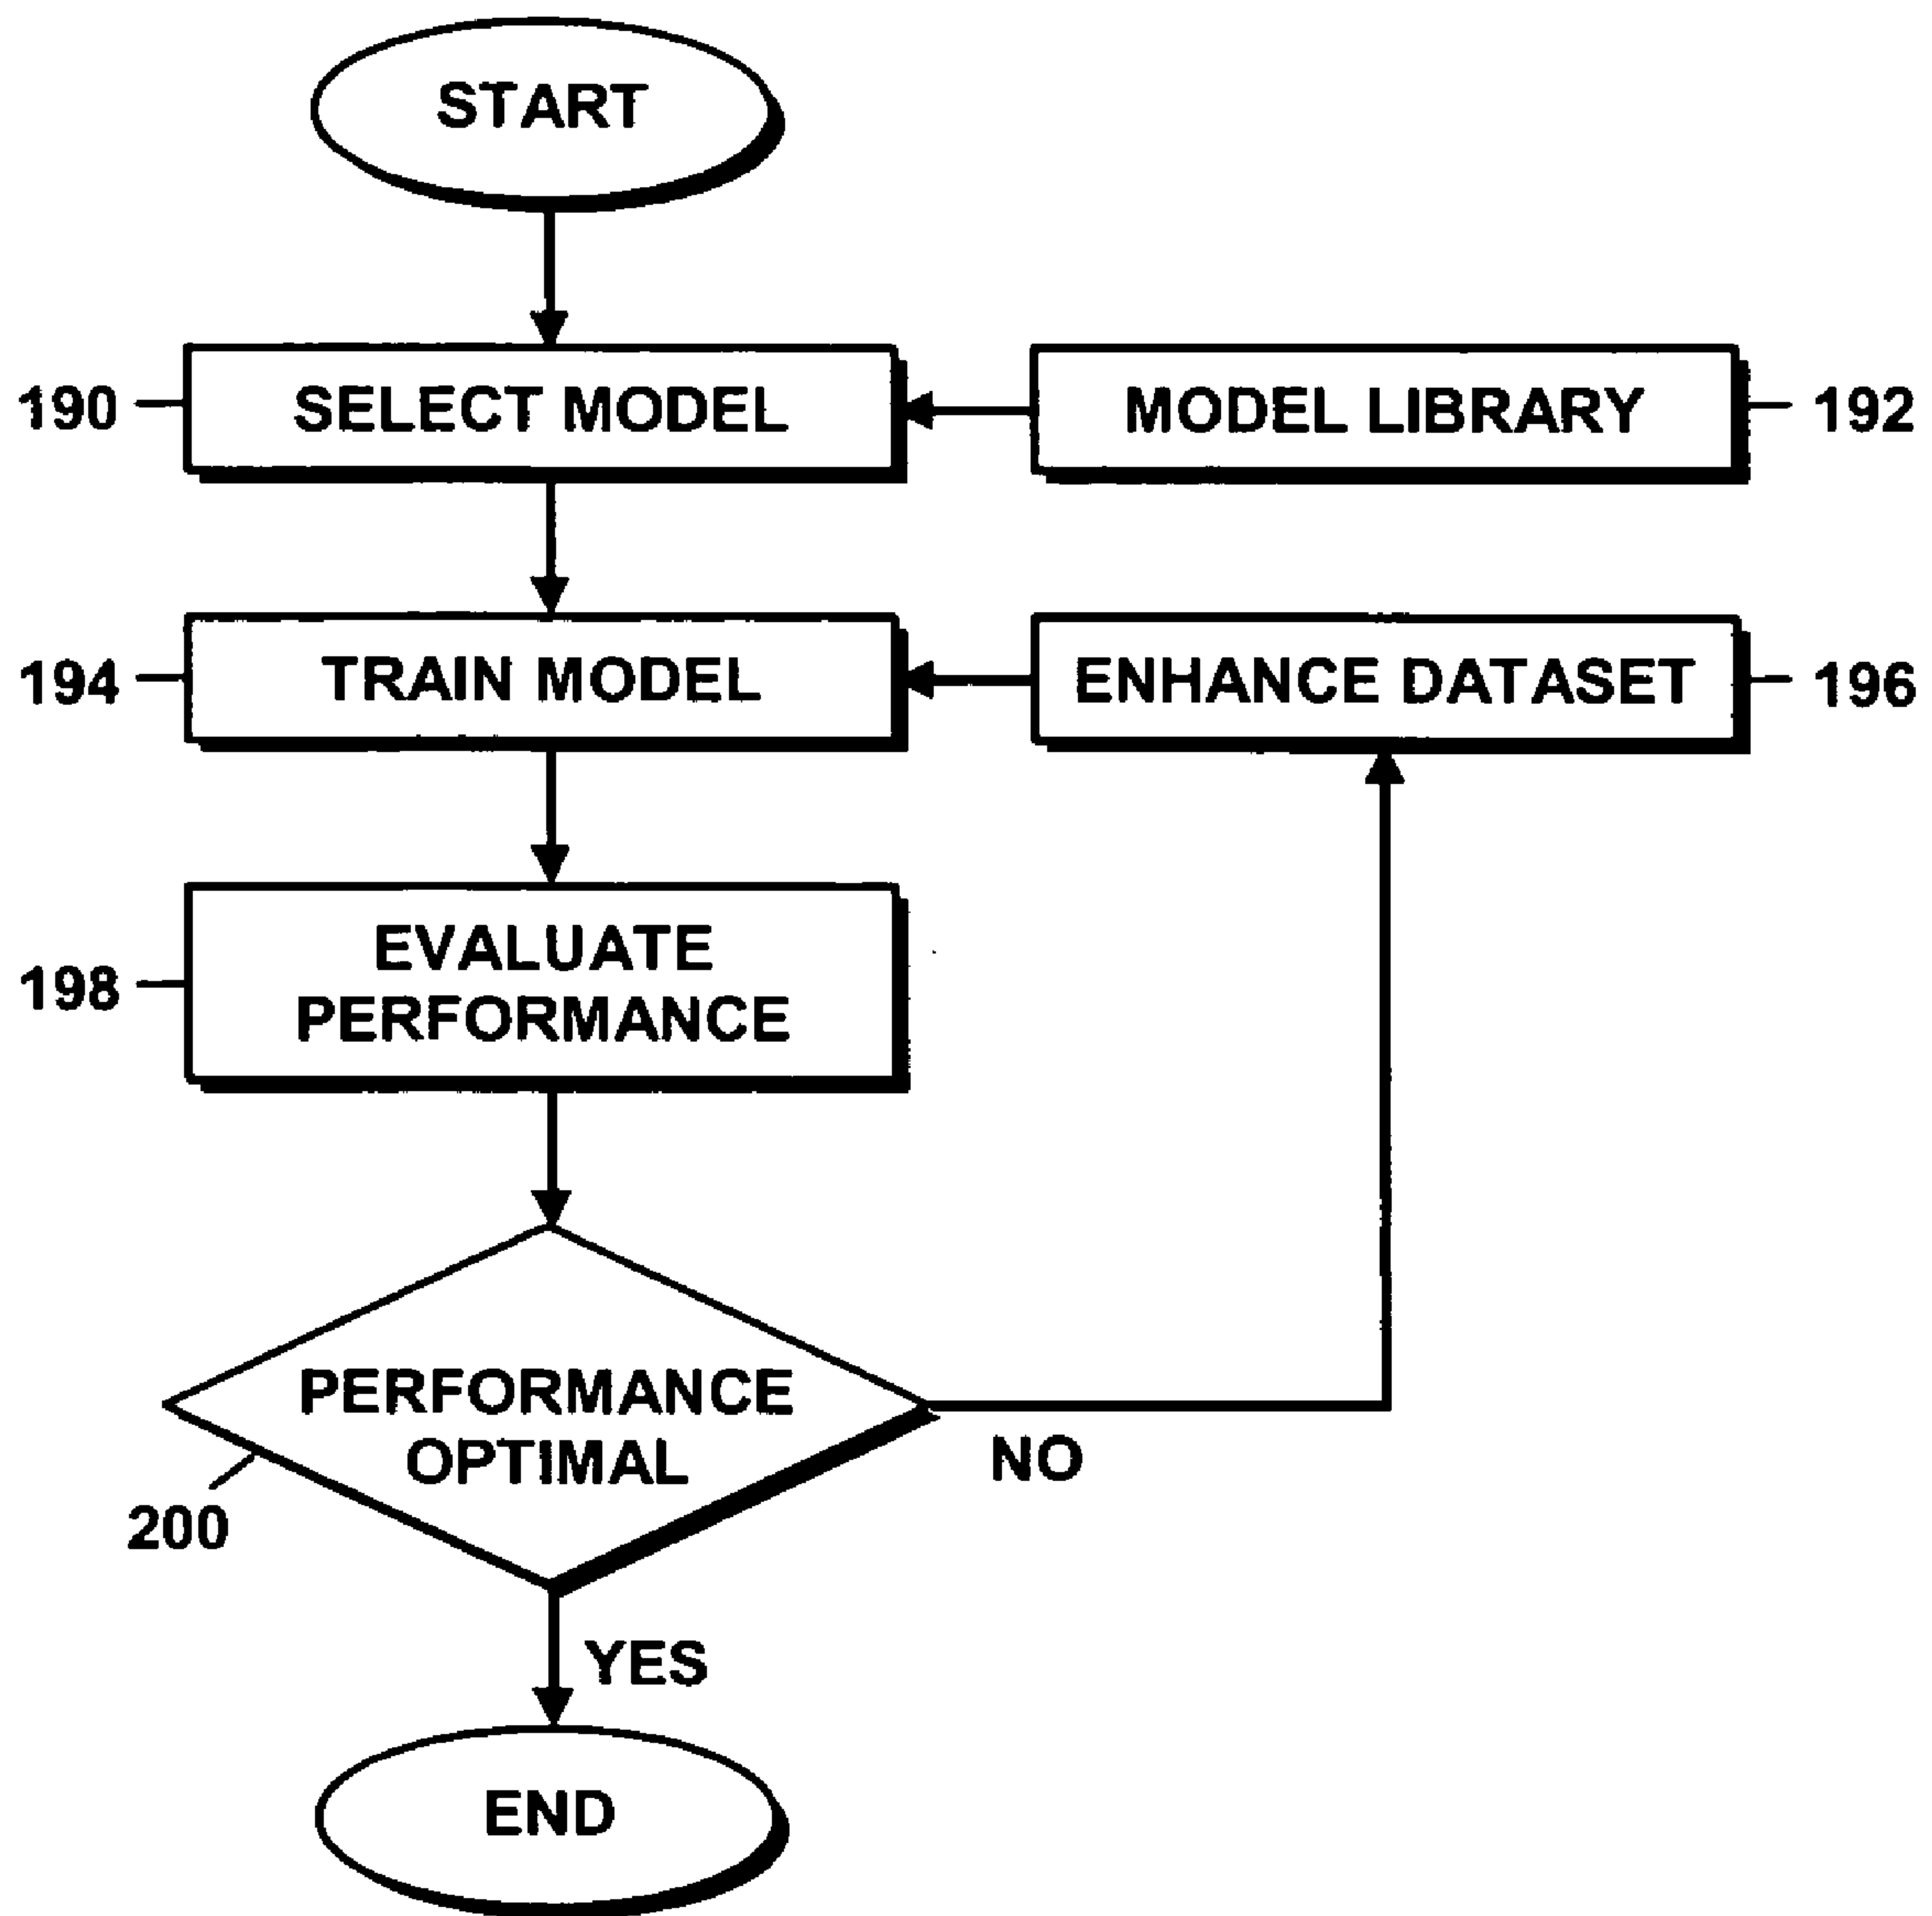 START
190
SELECT MODEL
MODEL LIBRARY
192
194
TRAIN MODEL
ENHANCE DATASET
196
198
EVALUATE
PERFORMANCE
PERFORMANCE
OPTIMAL
NO
200
YES
END